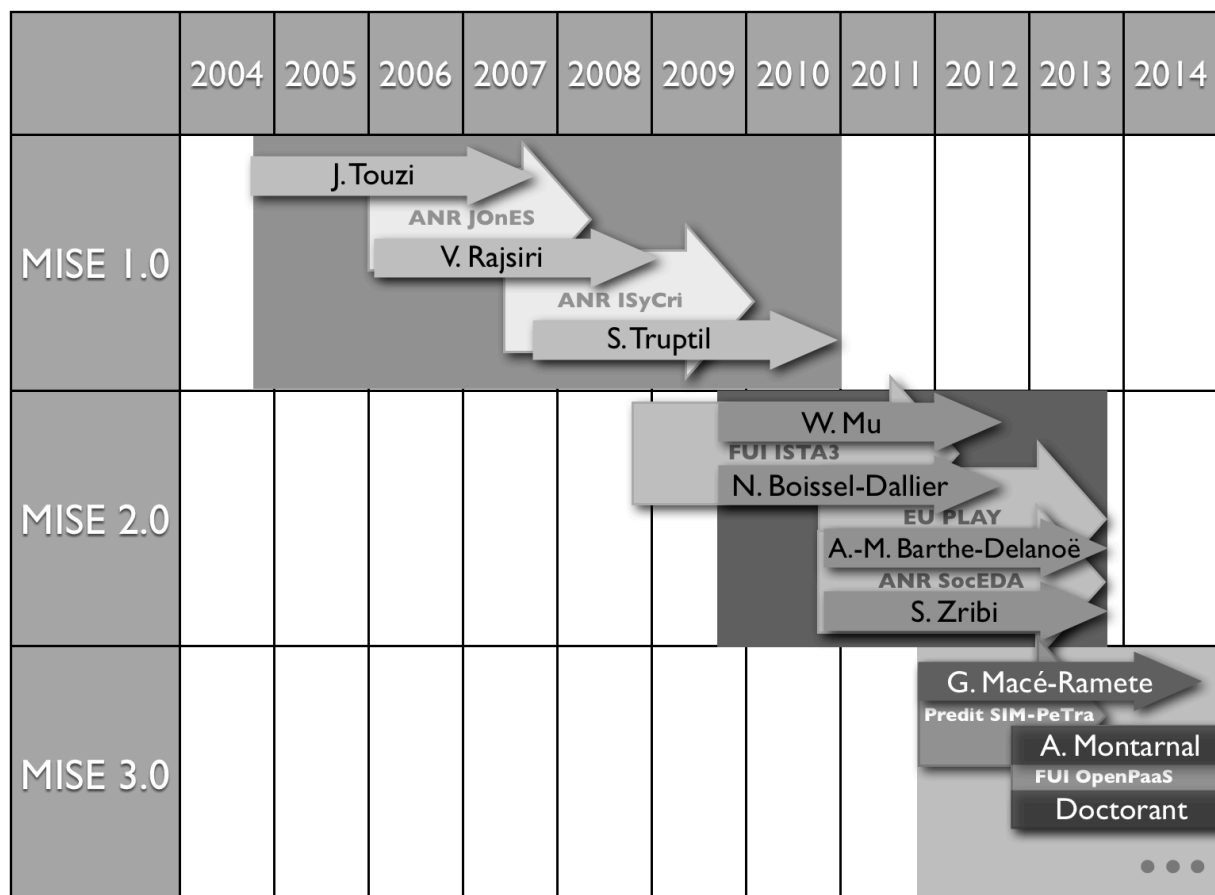 2004 2005 2006 2007 2008 2009 2010 2011 2012 2013 2014
MISE 1.0
J. Touzi
ANR JOnES
V. Rajsiri
ANR ISyCri
S. Truptil
MISE 2.0
W. Mu
FUI ISTA3
N. Boissel-Dallier
EU PLAY
A.-M. Barthe-Delanoë
ANR SocEDA
S. Zribi
MISE 3.0
G. Macé-Ramete
Predit SIM-PeTra
A. Montarnal
FUI OpenPaaS
Doctorant